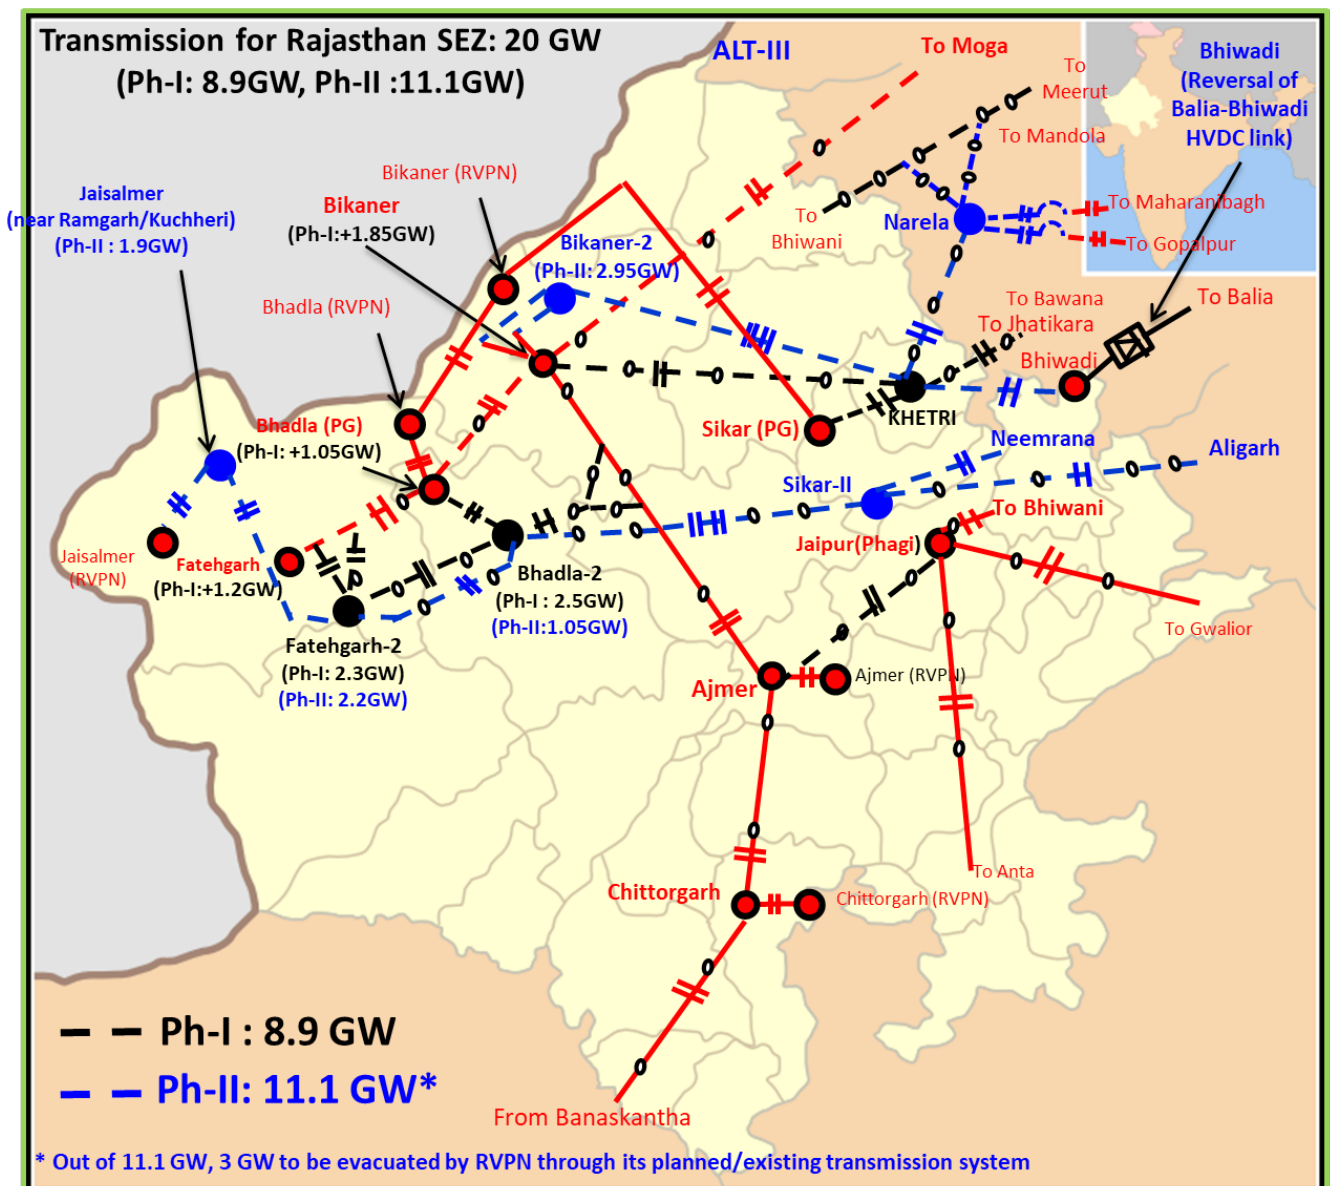 Transmission for Rajasthan SEZ: 20 GW
(Ph-I: 8.9GW, Ph-II :11.1GW)
ALT-III
To Moga
To
Meerut
To Mandola
Bhiwadi
(Reversal of
Balia-Bhiwadi
HVDC link)
Bikaner (RVPN)
Jaisalmer
(near Ramgarh/Kuchheri)
(Ph-II : 1.9GW)
Bikaner
(Ph-I:+1.85GW)
To
Bhiwani
Narela
To Maharanibagh
To Gopalpur
Bikaner-2
(Ph-II: 2.95GW)
Bhadla (RVPN)
To Bawana
To Jhatikara
To Balia
Bhiwadi
Bhadla (PG)
(Ph-I: +1.05GW)
Sikar (PG)
KHETRI
Neemrana
Aligarh
Sikar-II
To Bhiwani
Jaipur(Phagi)
Jaisalmer
(RVPN)
Fatehgarh
(Ph-I:+1.2GW)
Bhadla-2
(Ph-I : 2.5GW)
(Ph-II:1.05GW)
To Gwalior
Fatehgarh-2
(Ph-I: 2.3GW)
(Ph-II: 2.2GW)
Ajmer
Ajmer (RVPN)
To Anta
Chittorgarh
Chittorgarh (RVPN)
Ph-I : 8.9 GW
Ph-II: 11.1 GW*
From Banaskantha
* Out of 11.1 GW, 3 GW to be evacuated by RVPN through its planned/existing transmission system